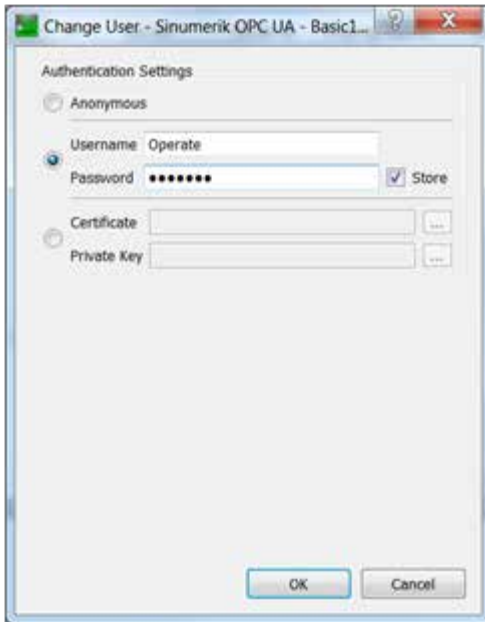 Change User - Sinumerik OPC UA - Basic1...
Authentication Settings
Anonymous
Username Operate
Password ●●●●●●● Store
Certificate ...
Private Key ...
OK Cancel